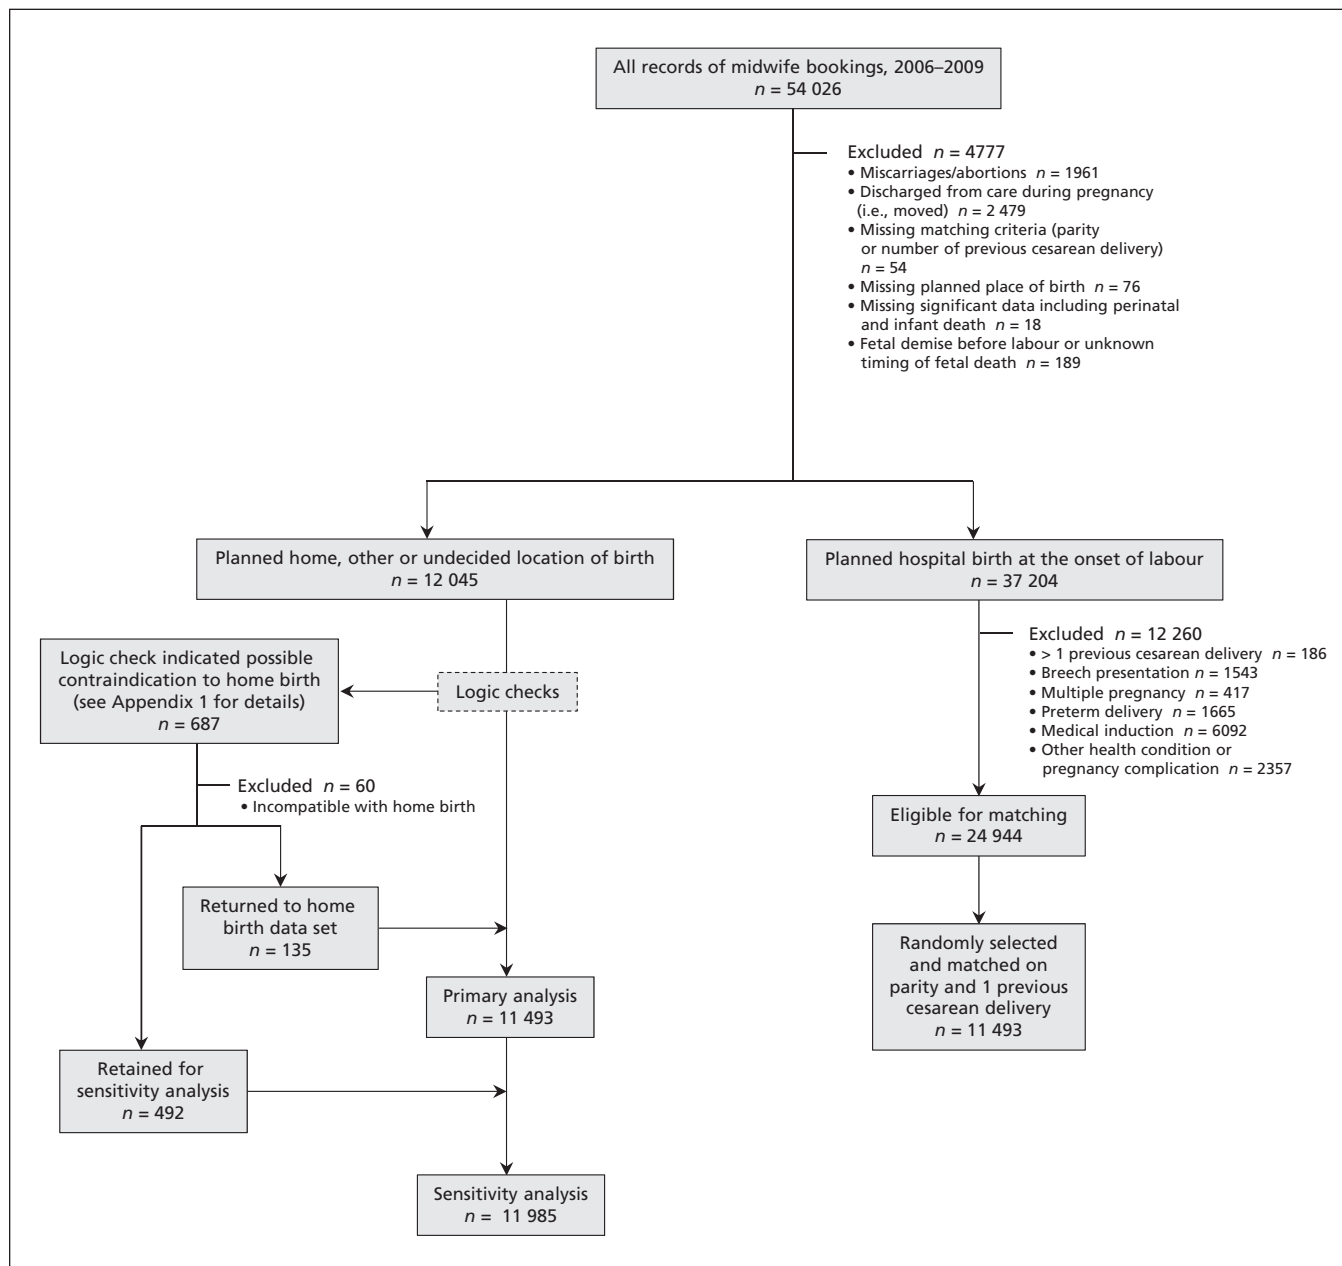 All records of midwife bookings, 2006–2009
n = 54 026
Excluded n = 4777
• Miscarriages/abortions n = 1961
• Discharged from care during pregnancy
(i.e., moved) n = 2 479
• Missing matching criteria (parity
or number of previous cesarean delivery)
n = 54
• Missing planned place of birth n = 76
• Missing significant data including perinatal
and infant death n = 18
• Fetal demise before labour or unknown
timing of fetal death n = 189
Planned home, other or undecided location of birth
n = 12 045
Planned hospital birth at the onset of labour
n = 37 204
Logic check indicated possible
contraindication to home birth
(see Appendix 1 for details)
n = 687
Logic checks
Excluded n = 12 260
• > 1 previous cesarean delivery n = 186
• Breech presentation n = 1543
• Multiple pregnancy n = 417
• Preterm delivery n = 1665
• Medical induction n = 6092
• Other health condition or
pregnancy complication n = 2357
Excluded n = 60
• Incompatible with home birth
Eligible for matching
n = 24 944
Returned to home
birth data set
n = 135
Randomly selected
and matched on
parity and 1 previous
cesarean delivery
n = 11 493
Primary analysis
n = 11 493
Retained for
sensitivity analysis
n = 492
Sensitivity analysis
n = 11 985